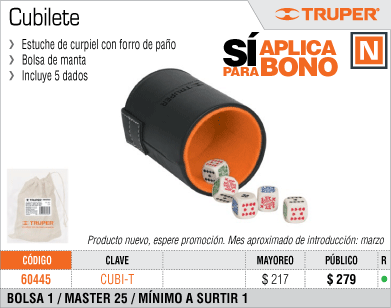 Cubilete
TRUPER
› Estuche de curpiel con forro de paño
› Bolsa de manta
› Incluye 5 dados
SÍ APLICA
PARA BONO
N
TRUPER
Producto nuevo, espere promoción. Mes aproximado de introducción: marzo
CÓDIGO CLAVE MAYOREO PÚBLICO R
60445 CUBI-T $ 217 $ 279
BOLSA 1 / MASTER 25 / MÍNIMO A SURTIR 1